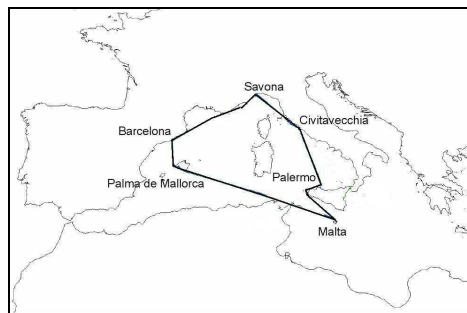 Savona
Civitavecchia
Barcelona
Palermo
Palma de Mallorca
Malta